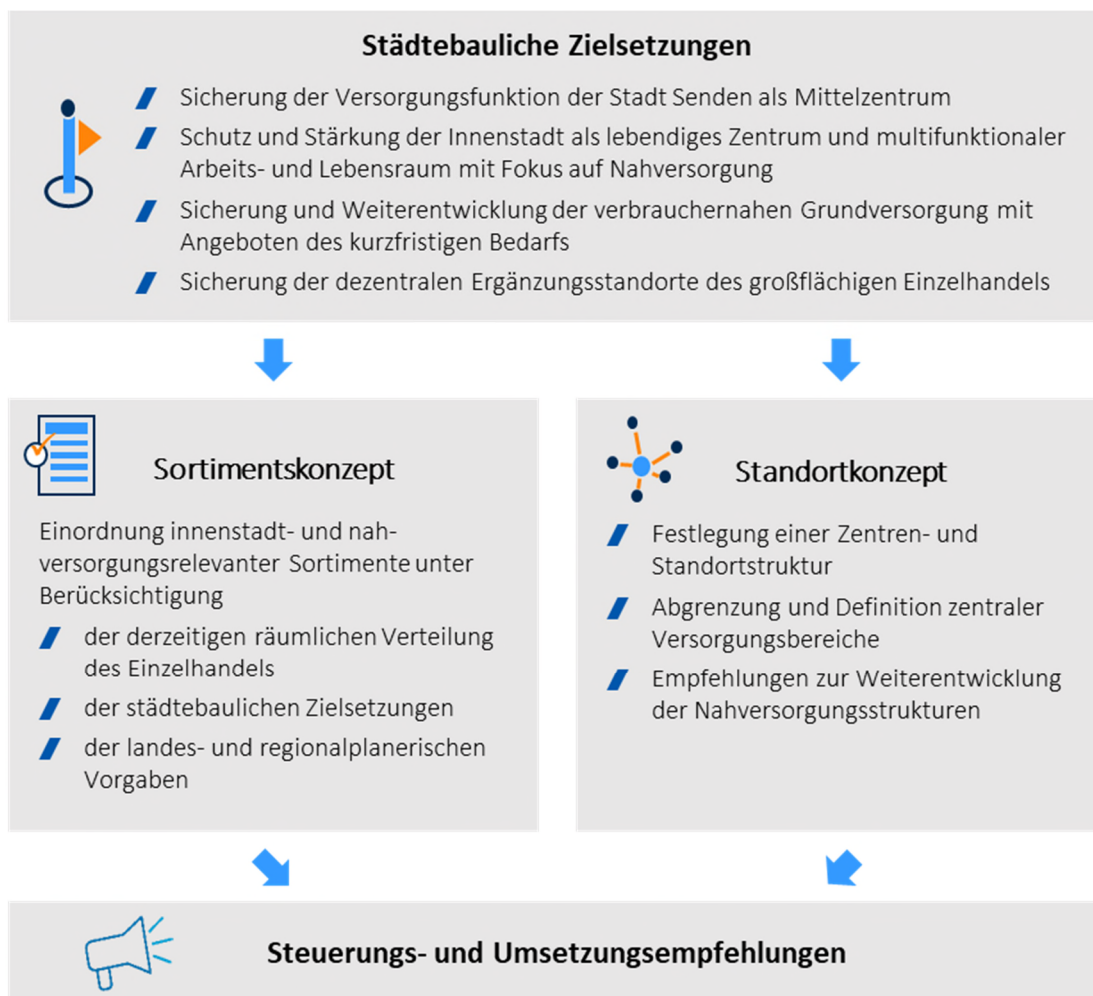 Städtebauliche Zielsetzungen
Sicherung der Versorgungsfunktion der Stadt Senden als Mittelzentrum
Schutz und Stärkung der Innenstadt als lebendiges Zentrum und multifunktionaler
Arbeits- und Lebensraum mit Fokus auf Nahversorgung
Sicherung und Weiterentwicklung der verbrauchernahen Grundversorgung mit
Angeboten des kurzfristigen Bedarfs
Sicherung der dezentralen Ergänzungsstandorte des großflächigen Einzelhandels
Sortimentskonzept
Einordnung innenstadt- und nah-
versorgungsrelevanter Sortimente unter
Berücksichtigung
der derzeitigen räumlichen Verteilung
des Einzelhandels
der städtebaulichen Zielsetzungen
der landes- und regionalplanerischen
Vorgaben
Standortkonzept
Festlegung einer Zentren- und
Standortstruktur
Abgrenzung und Definition zentraler
Versorgungsbereiche
Empfehlungen zur Weiterentwicklung
der Nahversorgungsstrukturen
Steuerungs- und Umsetzungsempfehlungen